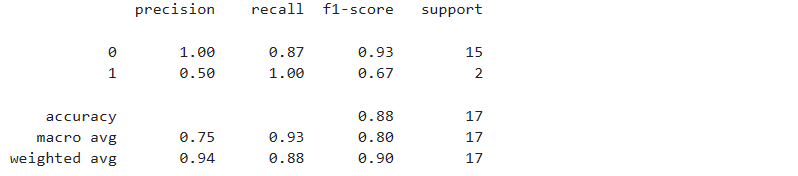 precision recall f1-score support
0 1.00 0.87 0.93 15
1 0.50 1.00 0.67 2
accuracy 0.88 17
macro avg 0.75 0.93 0.80 17
weighted avg 0.94 0.88 0.90 17